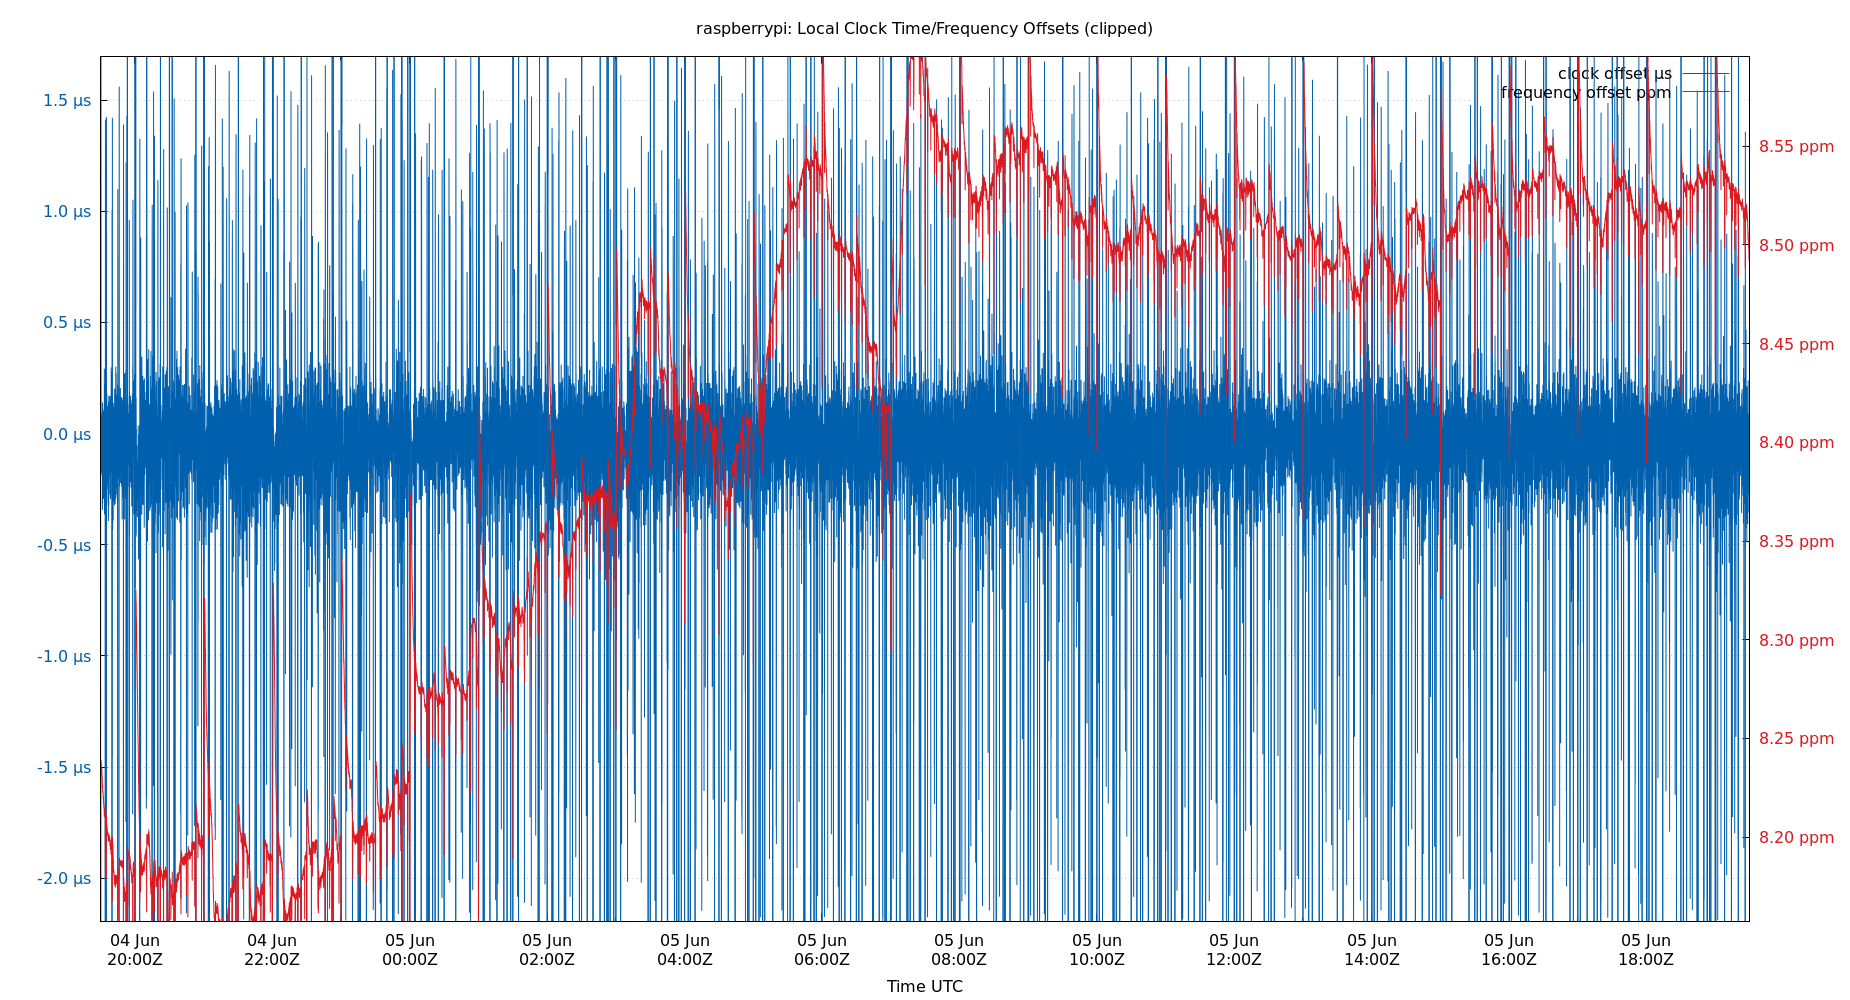 raspberrypi: Local Clock Time/Frequency Offsets (clipped)
clock offset µs
frequency offset ppm
1.5 µs
1.0 µs
0.5 µs
0.0 µs
-0.5 µs
-1.0 µs
-1.5 µs
-2.0 µs
8.55 ppm
8.50 ppm
8.45 ppm
8.40 ppm
8.35 ppm
8.30 ppm
8.25 ppm
8.20 ppm
04 Jun 04 Jun 05 Jun 05 Jun 05 Jun 05 Jun 05 Jun 05 Jun 05 Jun 05 Jun 05 Jun 05 Jun
20:00Z 22:00Z 00:00Z 02:00Z 04:00Z 06:00Z 08:00Z 10:00Z 12:00Z 14:00Z 16:00Z 18:00Z
Time UTC